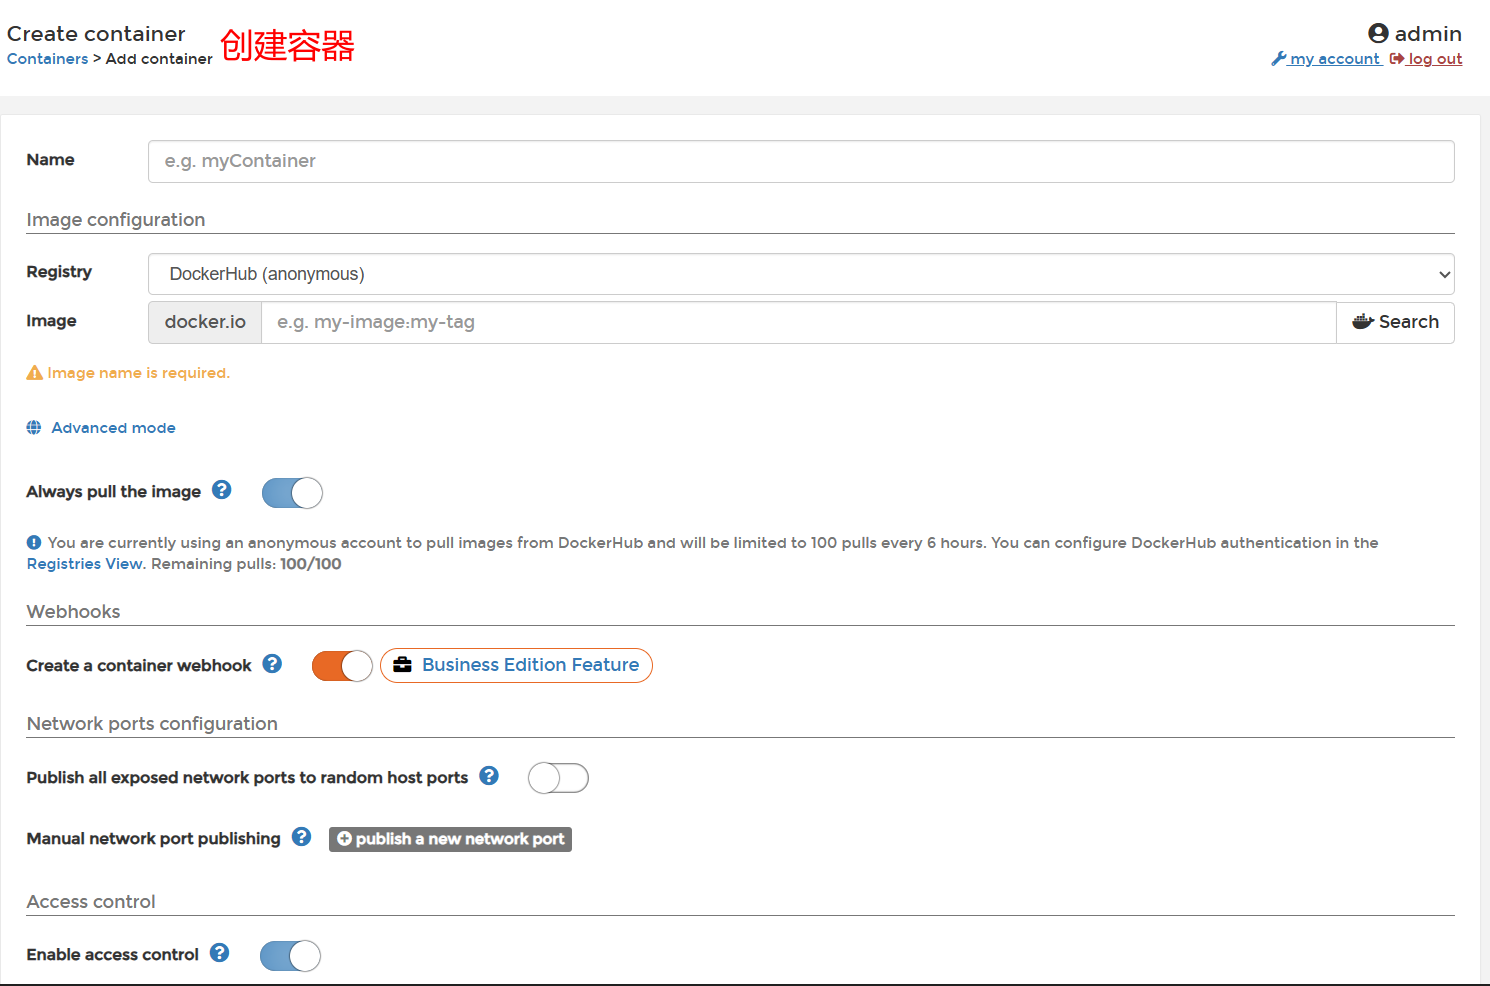 Create container
创建容器
admin
Containers > Add container
my account log out
Name e.g. myContainer
Image configuration
Registry DockerHub (anonymous)
Image docker.io e.g. my-image:my-tag Search
Image name is required.
Advanced mode
Always pull the image
You are currently using an anonymous account to pull images from DockerHub and will be limited to 100 pulls every 6 hours. You can configure DockerHub authentication in the
Registries View. Remaining pulls: 100/100
Webhooks
Create a container webhook Business Edition Feature
Network ports configuration
Publish all exposed network ports to random host ports
Manual network port publishing publish a new network port
Access control
Enable access control